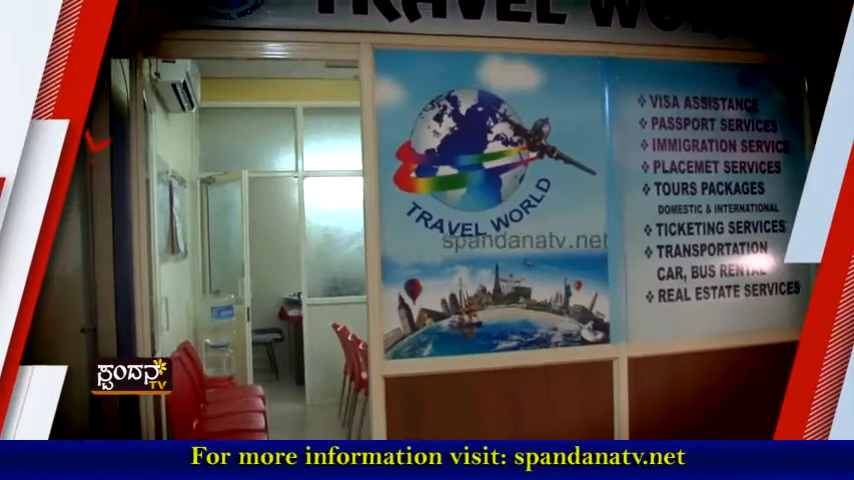 TRAVEL WORLD
TRAVEL WORLD
spandanatv.net
VISA ASSISTANCE
PASSPORT SERVICES
IMMIGRATION SERVICE
PLACEMET SERVICES
TOURS PACKAGES
DOMESTIC & INTERNATIONAL
TICKETING SERVICES
TRANSPORTATION
CAR, BUS RENTAL
REAL ESTATE SERVICES
ಸ್ಪಂದನ
TV
For more information visit: spandanatv.net